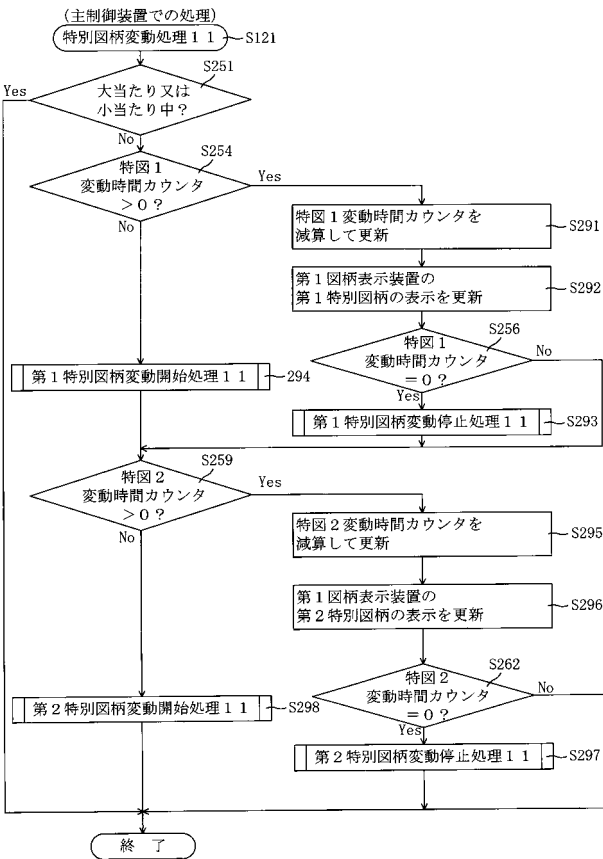 (主制御装置での処理)
特別図柄変動処理11
S121
S251
大当たり又は
小当たり中?
Yes
No
S254
特図1
変動時間カウンタ
>0?
Yes
No
特図1変動時間カウンタを
減算して更新
S291
第1図柄表示装置の
第1特別図柄の表示を更新
S292
S256
特図1
変動時間カウンタ
=0?
No
Yes
第1特別図柄変動開始処理11
294
第1特別図柄変動停止処理11
S293
S259
特図2
変動時間カウンタ
>0?
Yes
No
特図2変動時間カウンタを
減算して更新
S295
第1図柄表示装置の
第2特別図柄の表示を更新
S296
S262
特図2
変動時間カウンタ
=0?
No
Yes
第2特別図柄変動開始処理11
S298
第2特別図柄変動停止処理11
S297
終 了